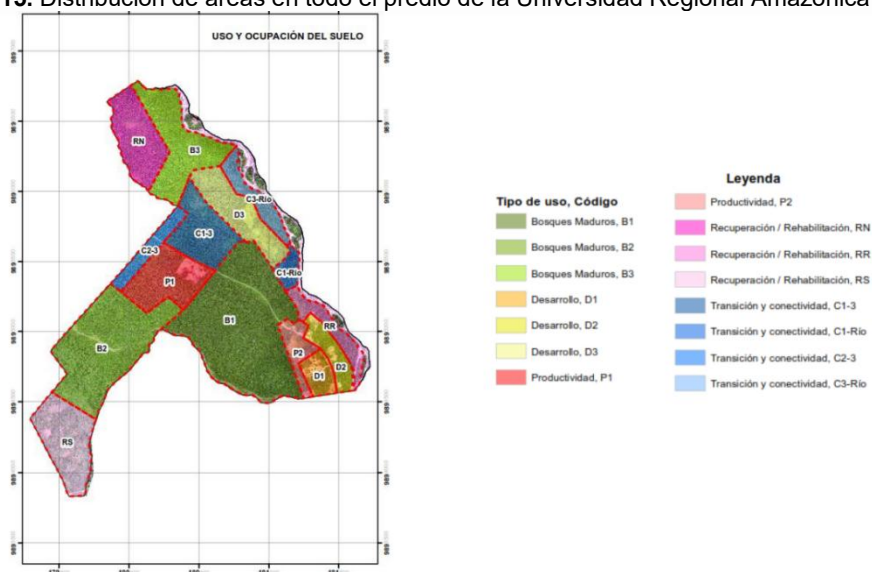 15. Distribución de áreas en todo el predio de la Universidad Regional Amazónica
USO Y OCUPACIÓN DEL SUELO
RN
B3
C3-Río
D3
C1-3
C2-3
C1-Río
P1
B1
RR
B2
P2
D1
D2
RS
Leyenda
Tipo de uso, Código
Bosques Maduros, B1
Bosques Maduros, B2
Bosques Maduros, B3
Desarrollo, D1
Desarrollo, D2
Desarrollo, D3
Productividad, P1
Productividad, P2
Recuperación / Rehabilitación, RN
Recuperación / Rehabilitación, RR
Recuperación / Rehabilitación, RS
Transición y conectividad, C1-3
Transición y conectividad, C1-Río
Transición y conectividad, C2-3
Transición y conectividad, C3-Río